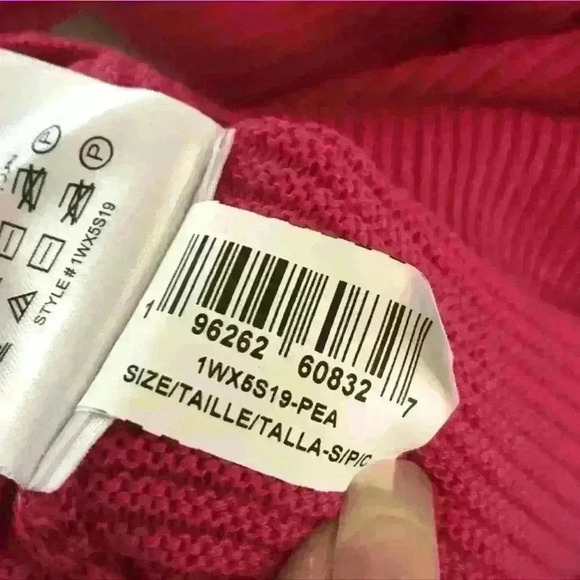 P P
STYLE # 1WX5S19
1 96262 60832 7
1WX5S19-PEA
SIZE/TAILLE/TALLA-S/P/C